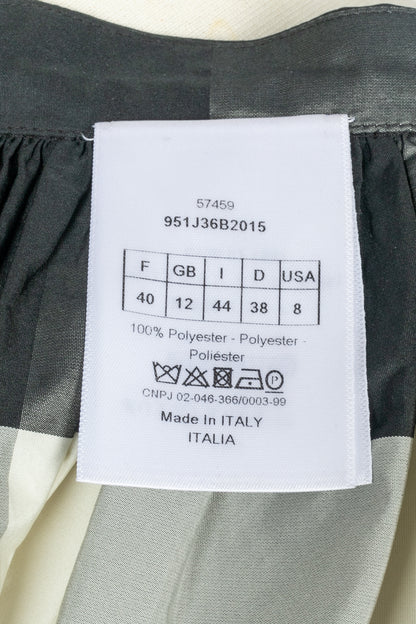 57459
951J36B2015
F GB I D USA
40 12 44 38 8
100% Polyester - Polyester -
Poliéster
P
CNPJ 02-046-366/0003-99
Made In ITALY
ITALIA